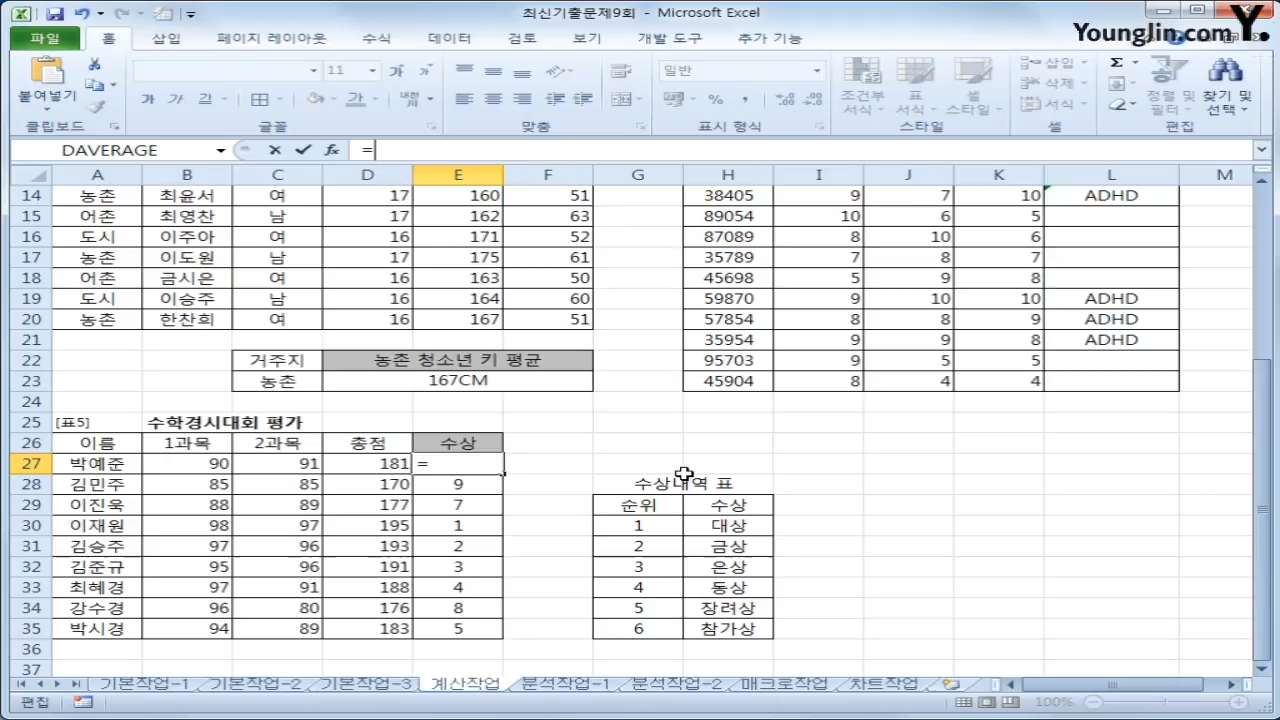 최신기출문제9회 - Microsoft Excel
Younglin.com Y.
파일 홈 삽입 페이지 레이아웃 수식 데이터 검토 보기 개발 도구 추가 기능
붙여넣기 11 가 가 일반 조건부 서식 표 서식 셀 스타일 삽입 삭제 서식 Σ 정렬 및 필터 찾기 및 선택
가 가 가 가 % ,
클립보드 글꼴 맞춤 표시 형식 스타일 셀 편집
DAVERAGE fx =
A B C D E F G H I J K L M
14 농촌 최윤서 여 17 160 51 38405 9 7 10 ADHD
15 어촌 최영찬 남 17 162 63 89054 10 6 5
16 도시 이주아 여 16 171 52 87089 8 10 6
17 농촌 이도원 남 16 175 61 35789 7 8 7
18 어촌 금시은 여 16 163 50 45698 5 9 8
19 도시 이승주 남 16 164 60 59870 9 10 10 ADHD
20 농촌 한찬희 여 16 167 51 57854 8 8 9 ADHD
21 35954 9 9 8 ADHD
22 거주지 농촌 청소년 키 평균 95703 9 5 5
23 농촌 167CM 45904 8 4 4
24
25 [표5] 수학경시대회 평가
26 이름 1과목 2과목 총점 수상
27 박예준 90 91 181 =
28 김민주 85 85 170 9 수상내역 표
29 이진욱 88 89 177 7 순위 수상
30 이재원 98 97 195 1 1 대상
31 김승주 97 96 193 2 2 금상
32 김준규 95 96 191 3 3 은상
33 최혜경 97 91 188 4 4 동상
34 강수경 96 80 176 8 5 장려상
35 박시경 94 89 183 5 6 참가상
36
37
기본작업-1 기본작업-2 기본작업-3 계산작업 분석작업-1 분석작업-2 매크로작업 차트작업
편집 100%